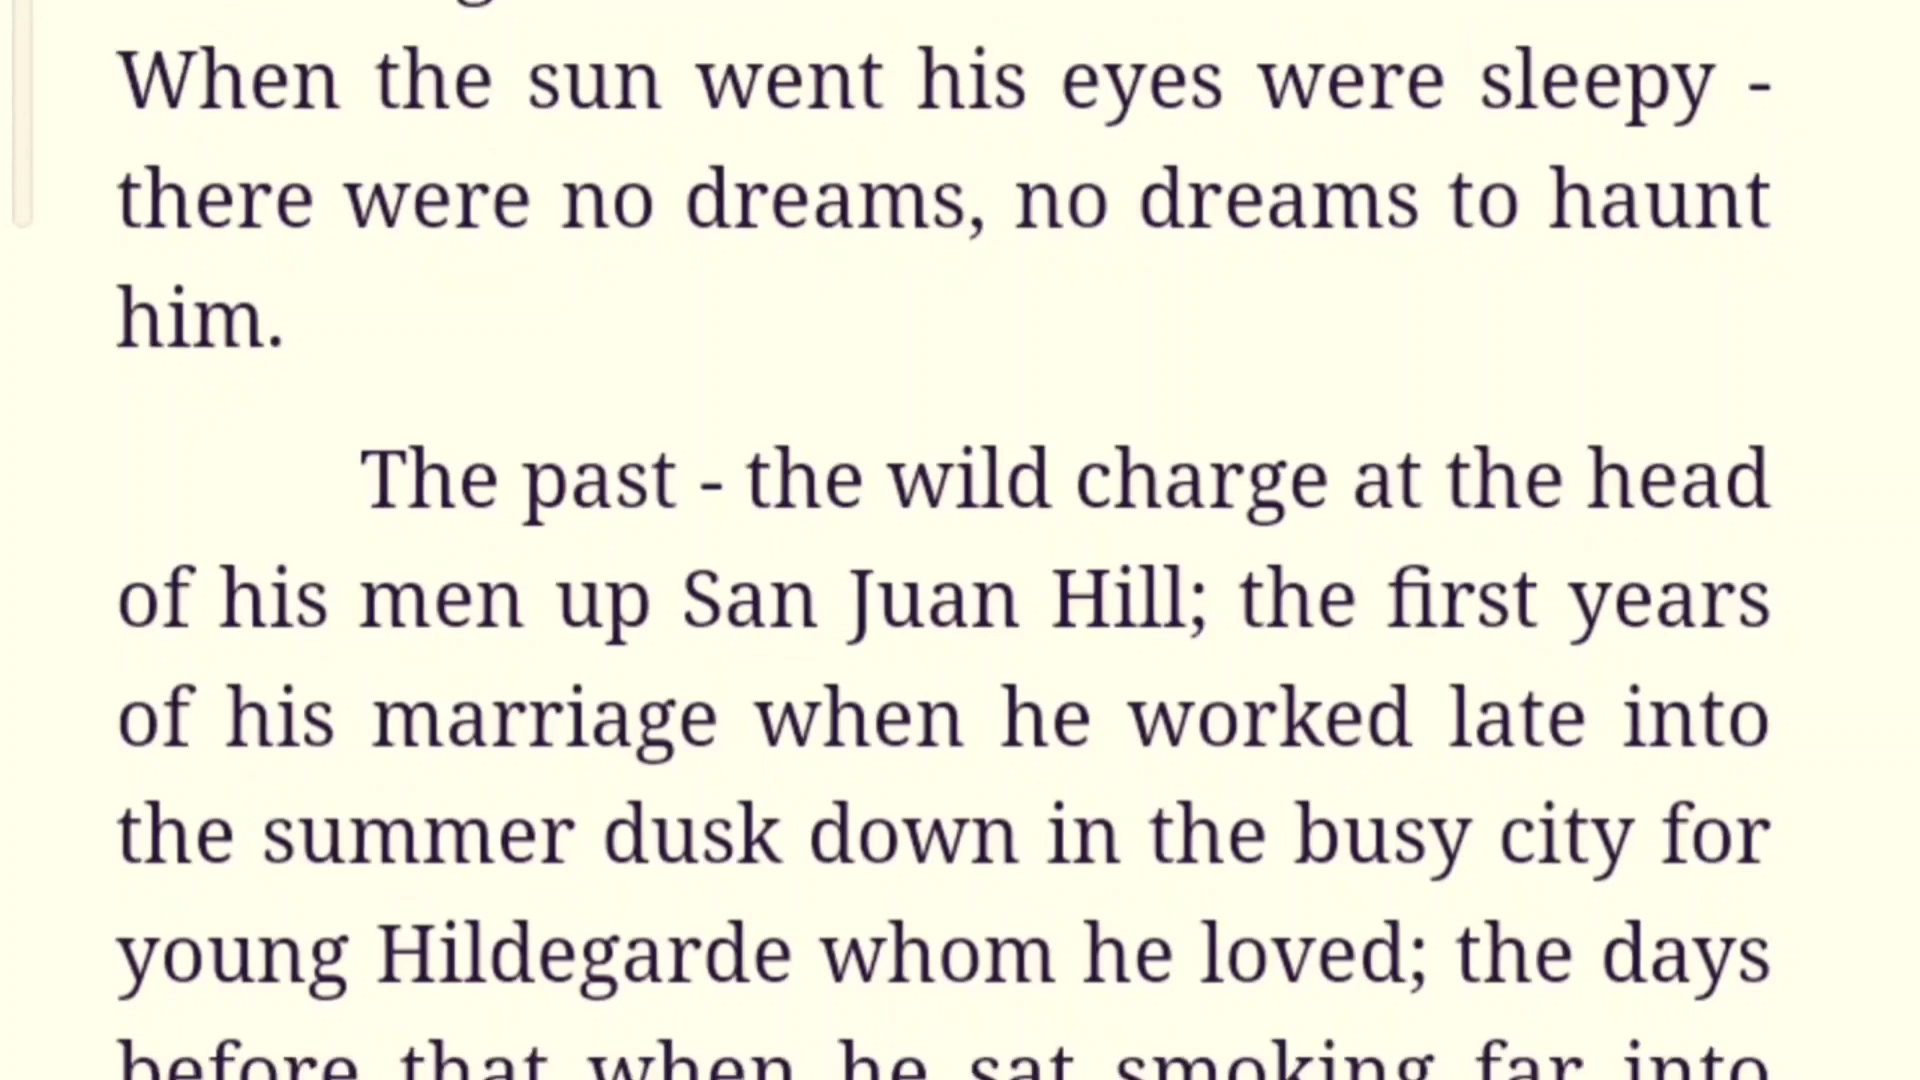 When the sun went his eyes were sleepy -
there were no dreams, no dreams to haunt
him.
The past - the wild charge at the head
of his men up San Juan Hill; the first years
of his marriage when he worked late into
the summer dusk down in the busy city for
young Hildegarde whom he loved; the days
before that when he sat smoking far into